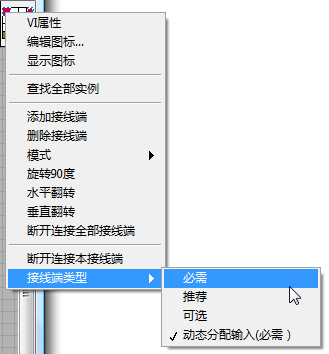 VI属性
编辑图标...
显示图标
查找全部实例
添加接线端
删除接线端
模式
旋转90度
水平翻转
垂直翻转
断开连接全部接线端
断开连接本接线端
接线端类型
必需
推荐
可选
动态分配输入(必需 )